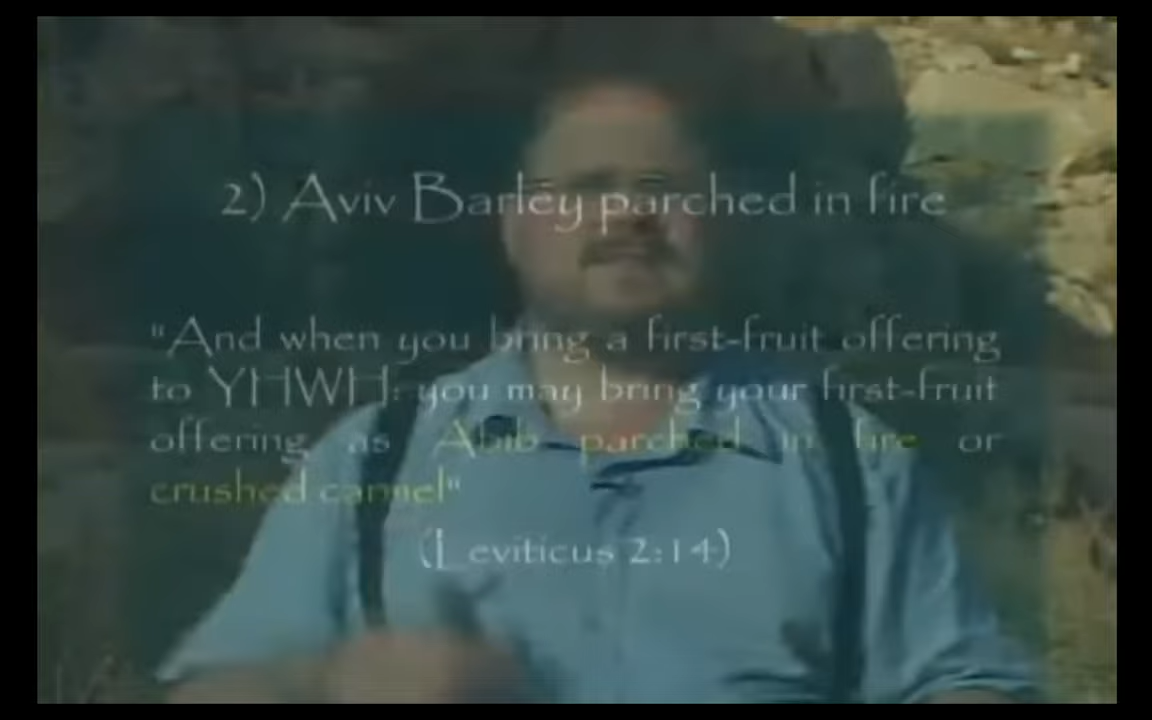 2) Aviv Barley parched in fire
"And when you bring a first-fruit offering
to YHWH: you may bring your first-fruit
offering as Abib parched in fire or
crushed carmel"
(Leviticus 2:14)